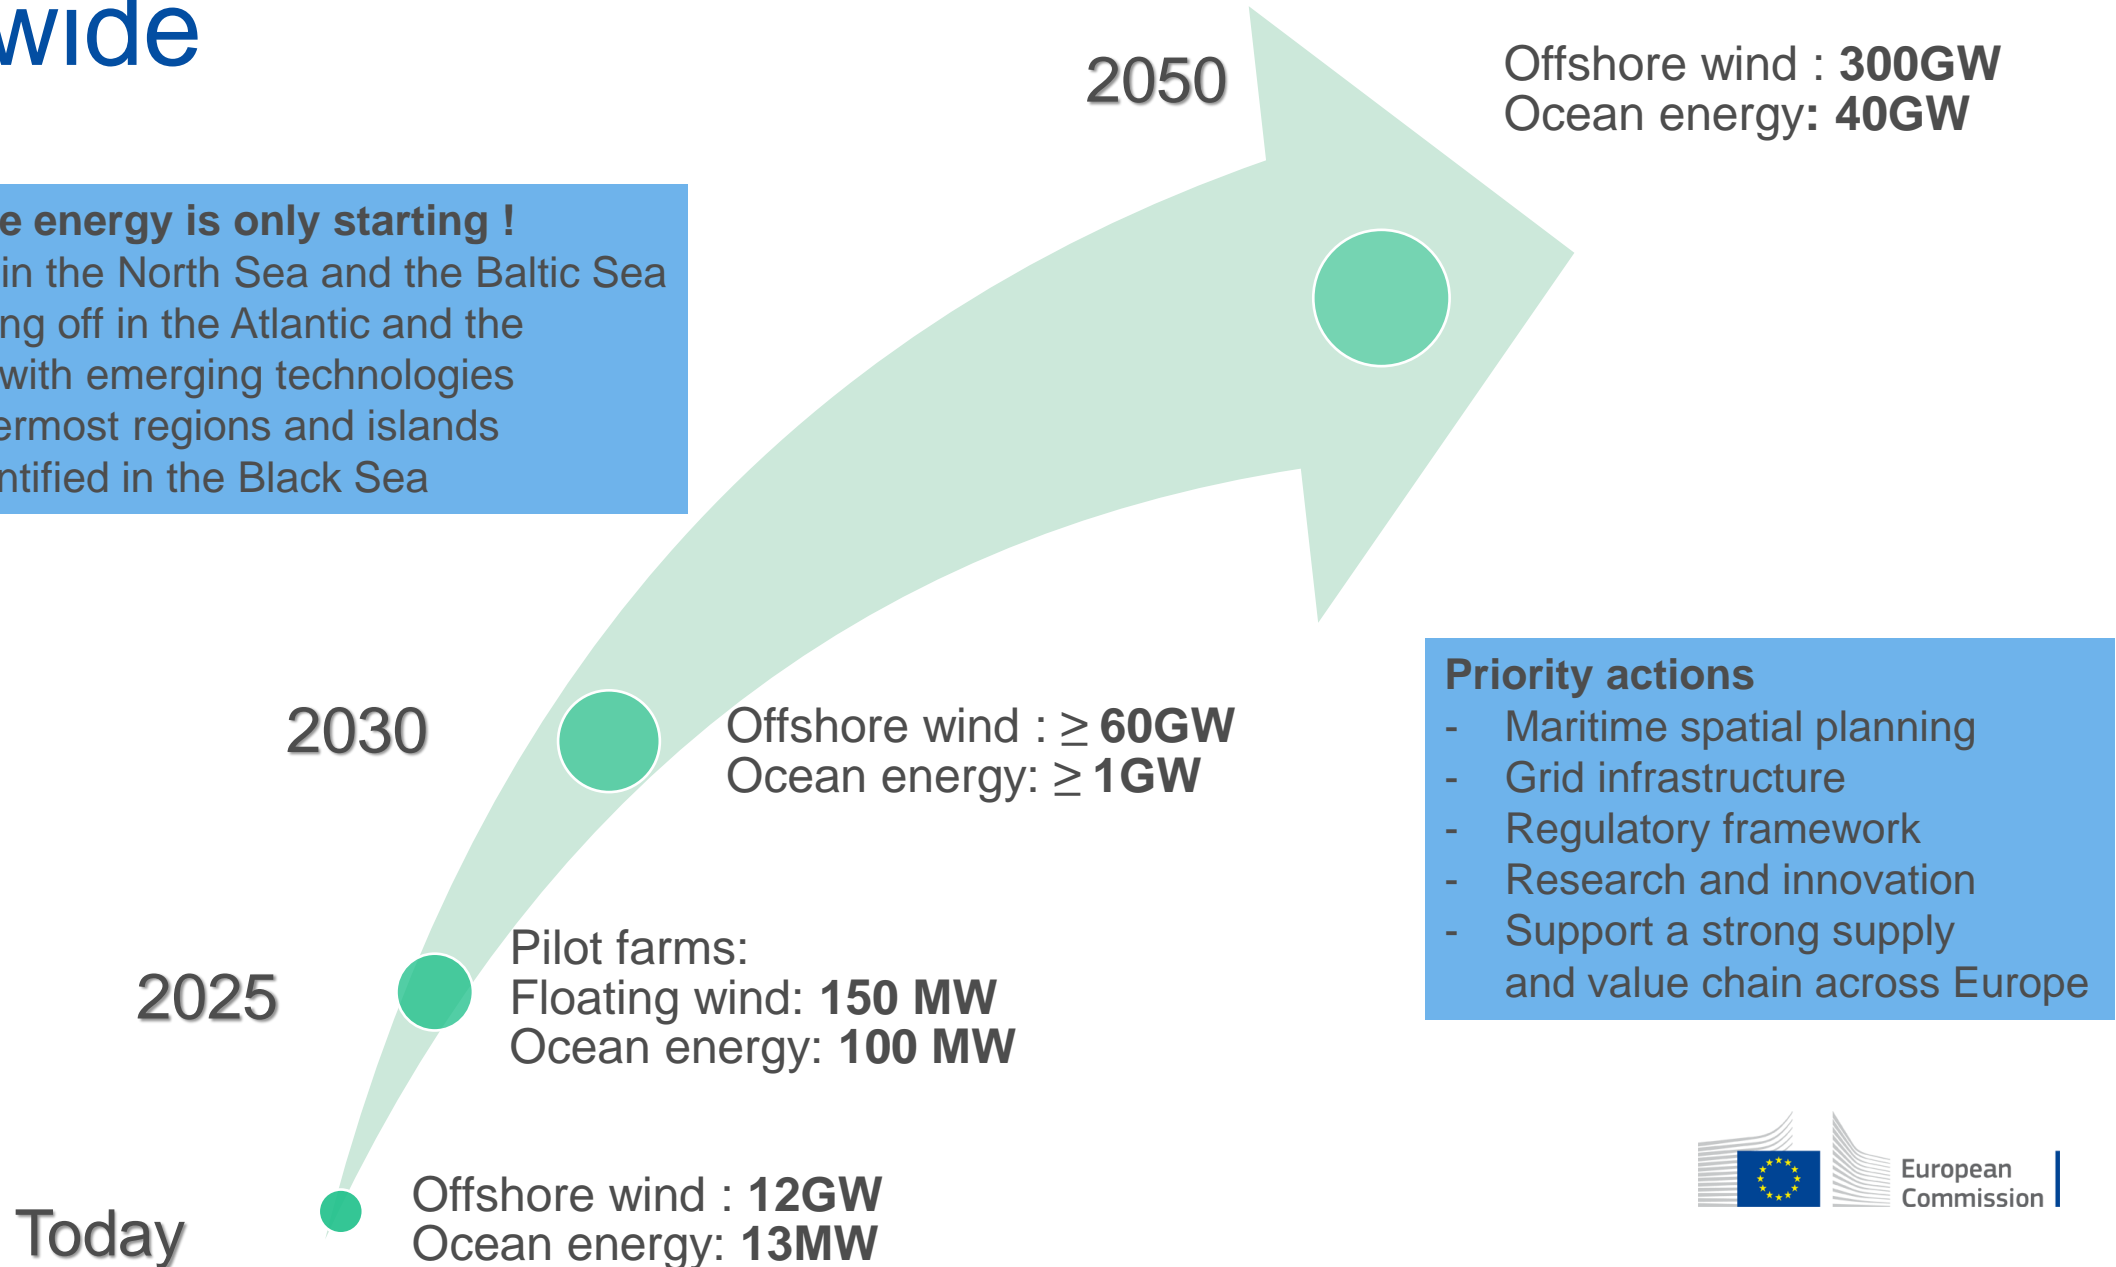 wide
2050
Offshore wind : 300GW
Ocean energy: 40GW
e energy is only starting !
in the North Sea and the Baltic Sea
ng off in the Atlantic and the
with emerging technologies
ermost regions and islands
ntified in the Black Sea
2030
Offshore wind : ≥ 60GW
Ocean energy: ≥ 1GW
Priority actions
- Maritime spatial planning
- Grid infrastructure
- Regulatory framework
- Research and innovation
- Support a strong supply
and value chain across Europe
2025
Pilot farms:
Floating wind: 150 MW
Ocean energy: 100 MW
Today
Offshore wind : 12GW
Ocean energy: 13MW
European
Commission